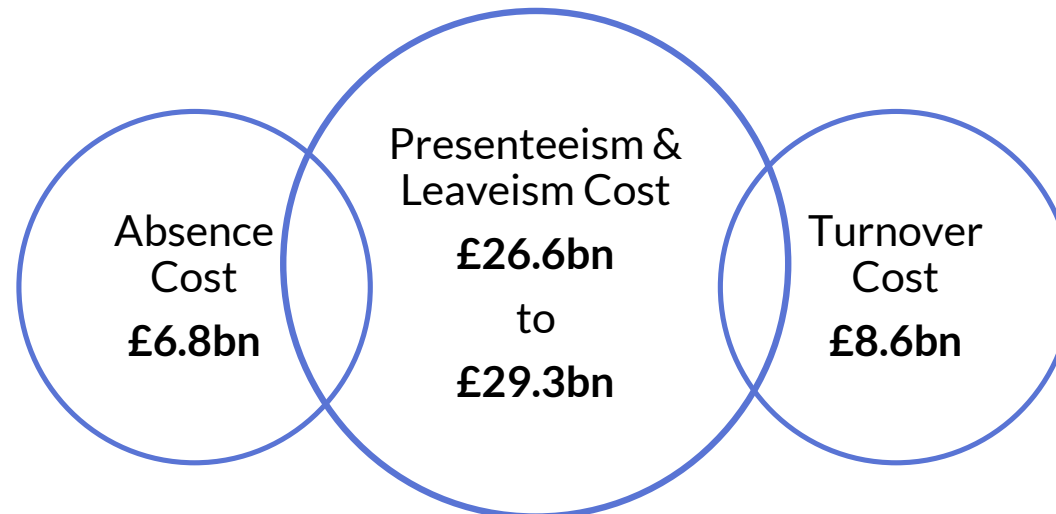 Absence
Cost
£6.8bn
Presenteeism &
Leaveism Cost
£26.6bn
to
£29.3bn
Turnover
Cost
£8.6bn